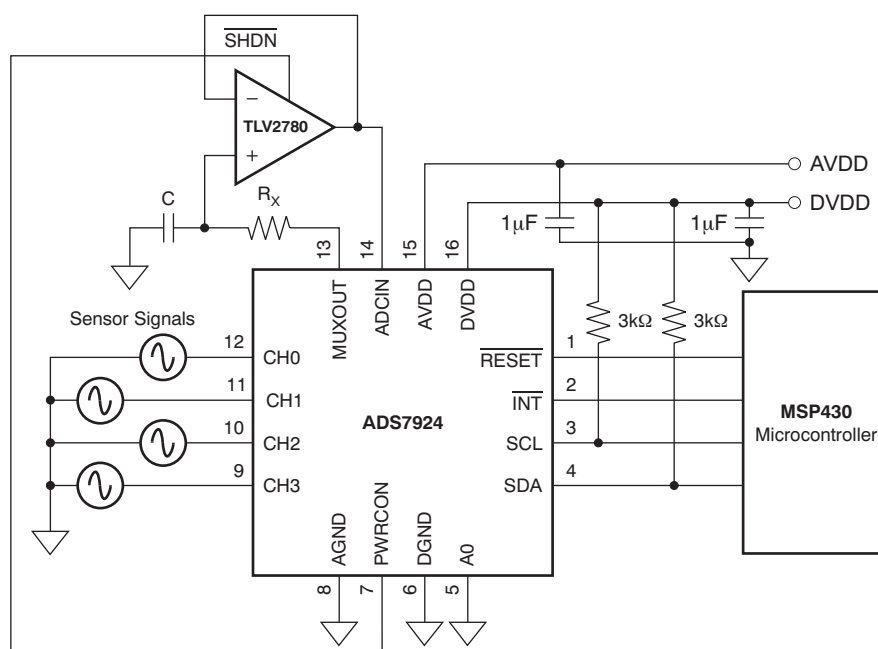 SHDN
−
TLV2780
+
AVDD
DVDD
C
RX
1μF
1μF
13
14
15
16
MUXOUT
ADCIN
AVDD
DVDD
3kΩ
3kΩ
Sensor Signals
12
CH0
11
CH1
10
CH2
9
CH3
ADS7924
RESET
1
INT
2
SCL
3
SDA
4
MSP430
Microcontroller
AGND
PWRCON
DGND
A0
8
7
6
5